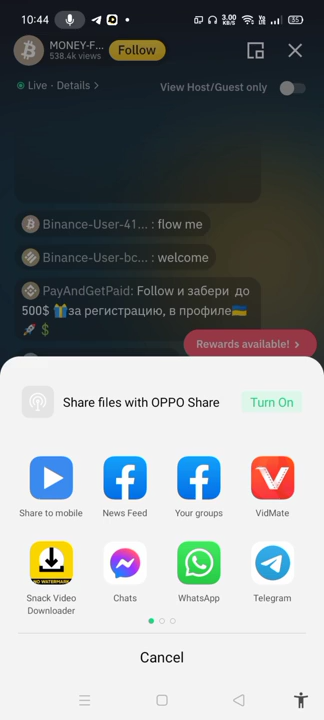 10:44
3.00 KB/S
85
MONEY-F...
538.4k views
Follow
Live · Details >
View Host/Guest only
Binance-User-41... : flow me
Binance-User-bc... : welcome
PayAndGetPaid: Follow и забери до
500$ 🎁за регистрацию, в профиле🇺🇦
🚀💲
Rewards available! >
Share files with OPPO Share
Turn On
Share to mobile
News Feed
Your groups
VidMate
NO WATERMARK
Snack Video
Downloader
Chats
WhatsApp
Telegram
Cancel